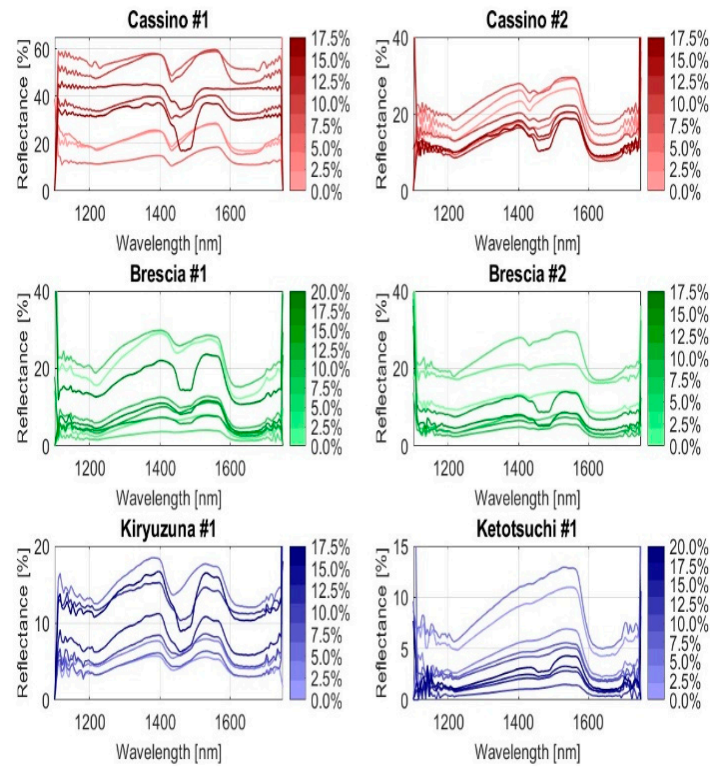 Cassino #1
Reflectance [%]
60
40
20
0
1200 1400 1600
Wavelength [nm]
17.5%
15.0%
12.5%
10.0%
7.5%
5.0%
2.5%
0.0%
Cassino #2
Reflectance [%]
40
20
0
1200 1400 1600
Wavelength [nm]
17.5%
15.0%
12.5%
10.0%
7.5%
5.0%
2.5%
0.0%
Brescia #1
Reflectance [%]
40
20
0
1200 1400 1600
Wavelength [nm]
20.0%
17.5%
15.0%
12.5%
10.0%
7.5%
5.0%
2.5%
0.0%
Brescia #2
Reflectance [%]
40
20
0
1200 1400 1600
Wavelength [nm]
17.5%
15.0%
12.5%
10.0%
7.5%
5.0%
2.5%
0.0%
Kiryuzuna #1
Reflectance [%]
20
10
0
1200 1400 1600
Wavelength [nm]
17.5%
15.0%
12.5%
10.0%
7.5%
5.0%
2.5%
0.0%
Ketotsuchi #1
Reflectance [%]
15
10
5
0
1200 1400 1600
Wavelength [nm]
20.0%
17.5%
15.0%
12.5%
10.0%
7.5%
5.0%
2.5%
0.0%